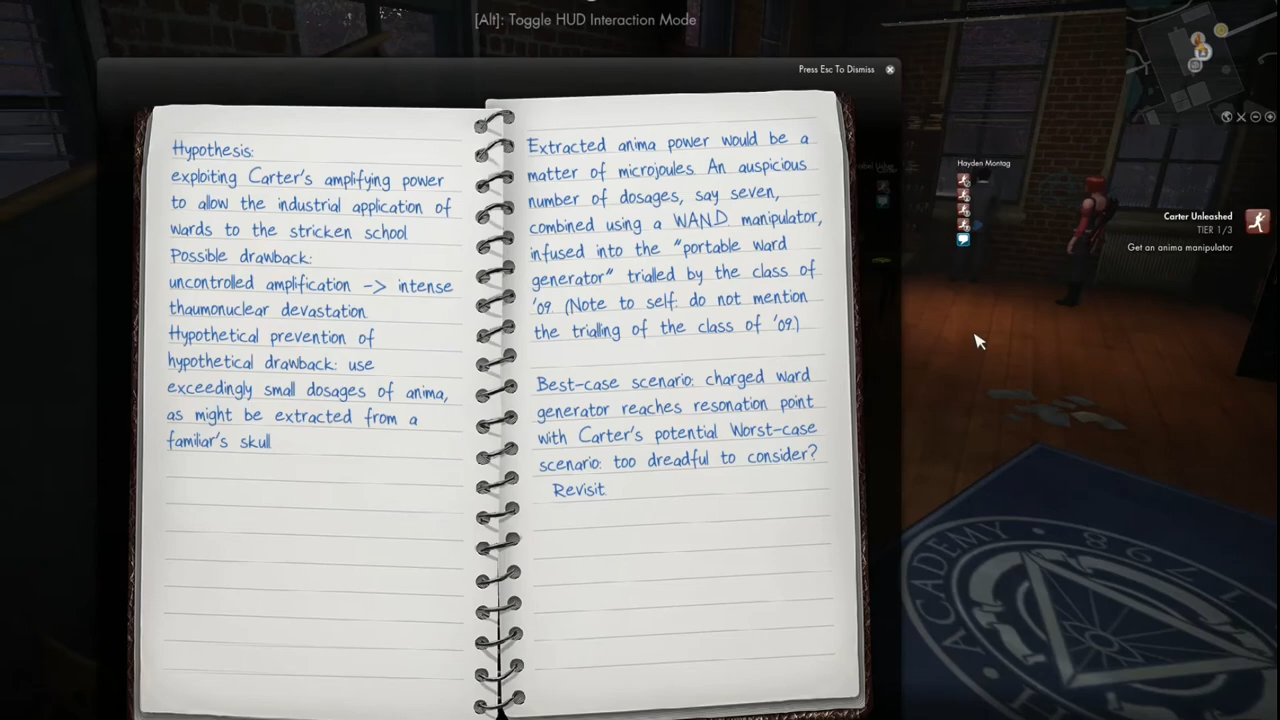 [Alt]: Toggle HUD Interaction Mode
Press Esc To Dismiss
Hypothesis:
exploiting Carter's amplifying power
to allow the industrial application of
wards to the stricken school
Possible drawback:
uncontrolled amplification -> intense
thaumonuclear devastation
Hypothetical prevention of
hypothetical drawback: use
exceedingly small dosages of anima,
as might be extracted from a
familiar's skull
Extracted anima power would be a
matter of microjoules. An auspicious
number of dosages, say seven,
combined using a WAND manipulator,
infused into the "portable ward
generator" trialled by the class of
'09. (Note to self: do not mention
the trialling of the class of '09.)
Best-case scenario: charged ward
generator reaches resonation point
with Carter's potential Worst-case
scenario: too dreadful to consider?
Revisit.
Hayden Montag
Carter Unleashed
TIER 1/3
Get an anima manipulator
ACADEMY • 1798